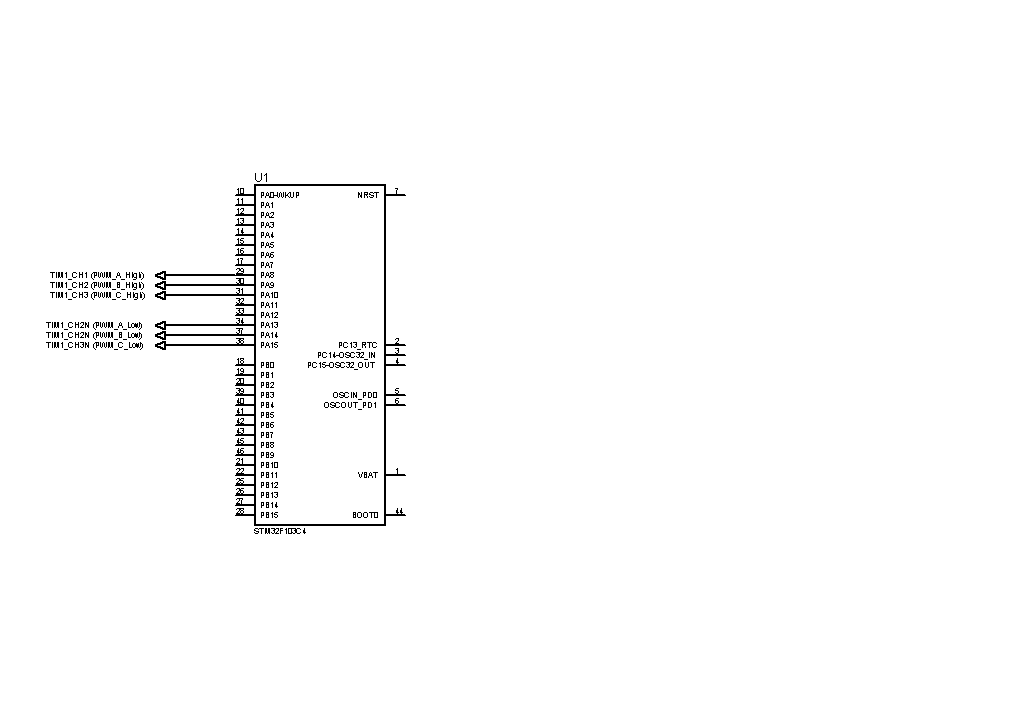 U1
10 PA0-WKUP NRST 7
11 PA1
12 PA2
13 PA3
14 PA4
15 PA5
16 PA6
17 PA7
TIM1_CH1 (PWM_A_High) 29 PA8
TIM1_CH2 (PWM_B_High) 30 PA9
TIM1_CH3 (PWM_C_High) 31 PA10
32 PA11
33 PA12
TIM1_CH2N (PWM_A_Low) 34 PA13
TIM1_CH2N (PWM_B_Low) 37 PA14
TIM1_CH3N (PWM_C_Low) 38 PA15 PC13_RTC 2
PC14-OSC32_IN 3
18 PB0 PC15-OSC32_OUT 4
19 PB1
20 PB2
39 PB3 OSCIN_PD0 5
40 PB4 OSCOUT_PD1 6
41 PB5
42 PB6
43 PB7
45 PB8
46 PB9
21 PB10
22 PB11 VBAT 1
25 PB12
26 PB13
27 PB14
28 PB15 BOOT0 44
STM32F103C4